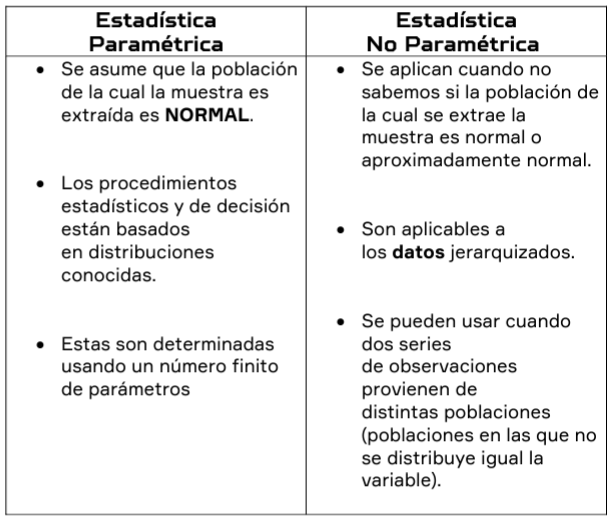 Estadística
Paramétrica
Estadística
No Paramétrica
• Se asume que la población
de la cual la muestra es
extraída es NORMAL.
• Los procedimientos
estadísticos y de decisión
están basados
en distribuciones
conocidas.
• Estas son determinadas
usando un número finito
de parámetros
• Se aplican cuando no
sabemos si la población de
la cual se extrae la
muestra es normal o
aproximadamente normal.
• Son aplicables a
los datos jerarquizados.
• Se pueden usar cuando
dos series
de observaciones
provienen de
distintas poblaciones
(poblaciones en las que no
se distribuye igual la
variable).